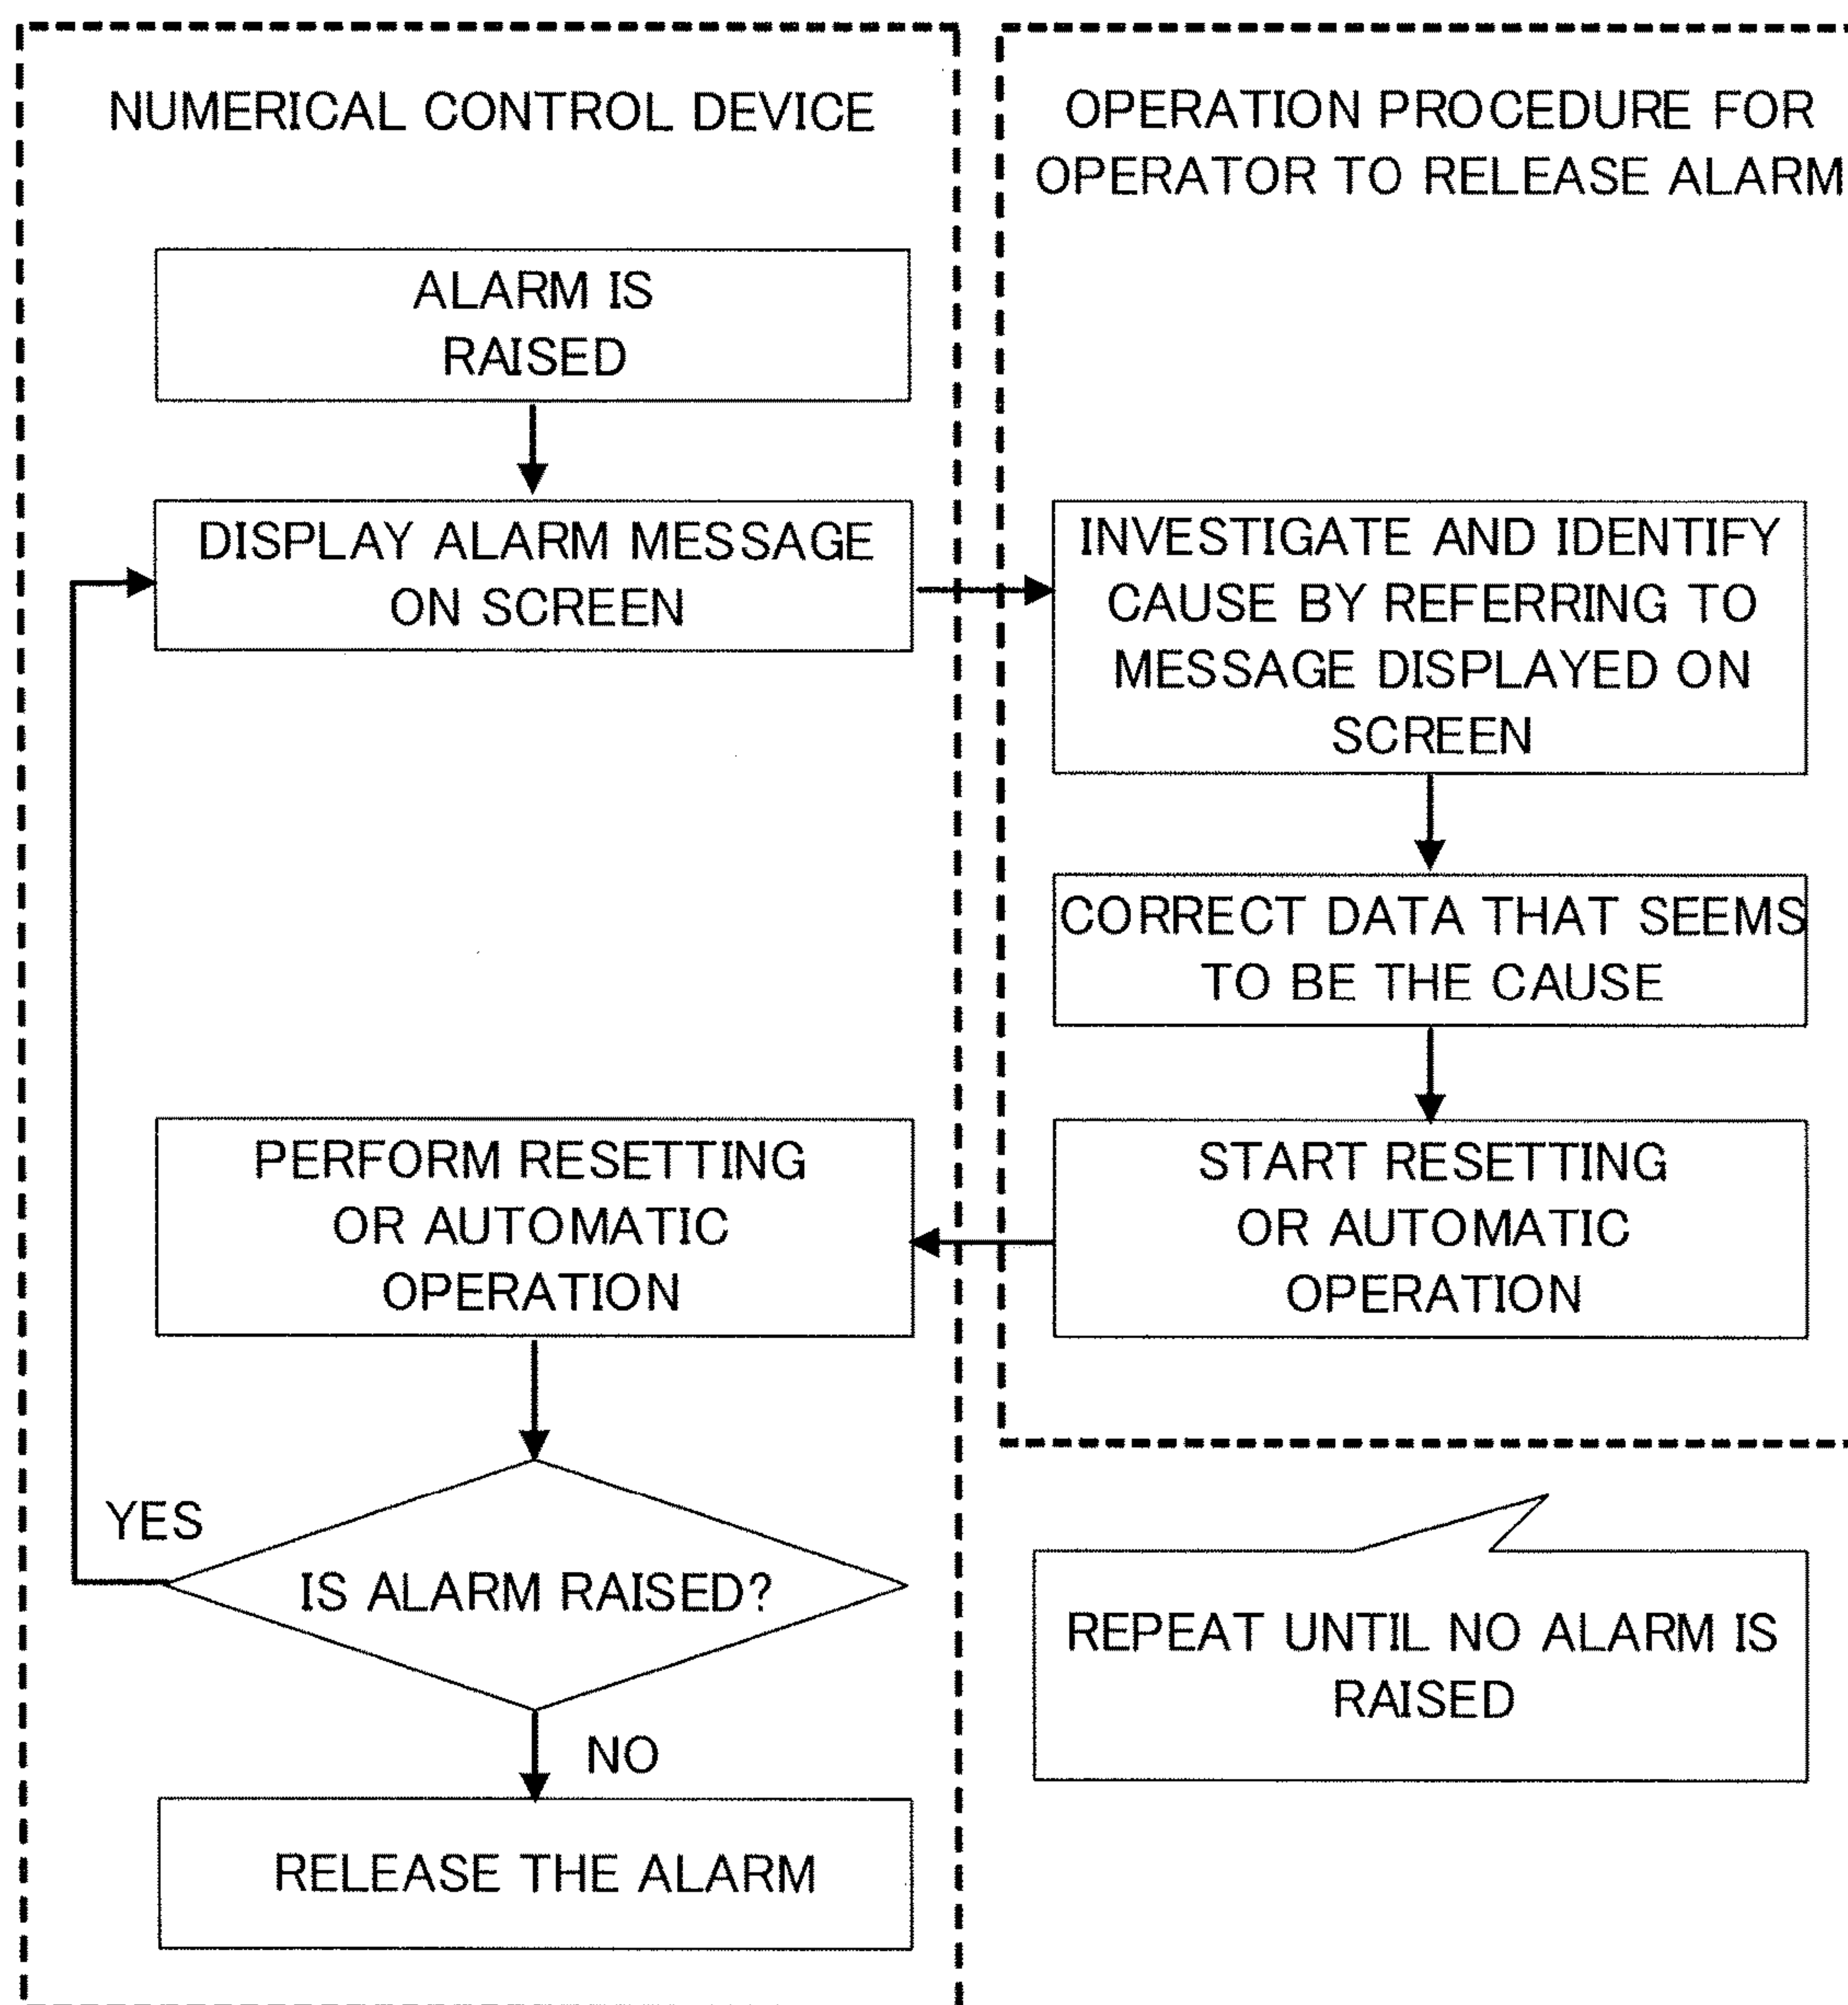 NUMERICAL CONTROL DEVICE
ALARM IS
RAISED
DISPLAY ALARM MESSAGE
ON SCREEN
PERFORM RESETTING
OR AUTOMATIC
OPERATION
YES
IS ALARM RAISED?
NO
RELEASE THE ALARM
OPERATION PROCEDURE FOR
OPERATOR TO RELEASE ALARM
INVESTIGATE AND IDENTIFY
CAUSE BY REFERRING TO
MESSAGE DISPLAYED ON
SCREEN
CORRECT DATA THAT SEEMS
TO BE THE CAUSE
START RESETTING
OR AUTOMATIC
OPERATION
REPEAT UNTIL NO ALARM IS
RAISED